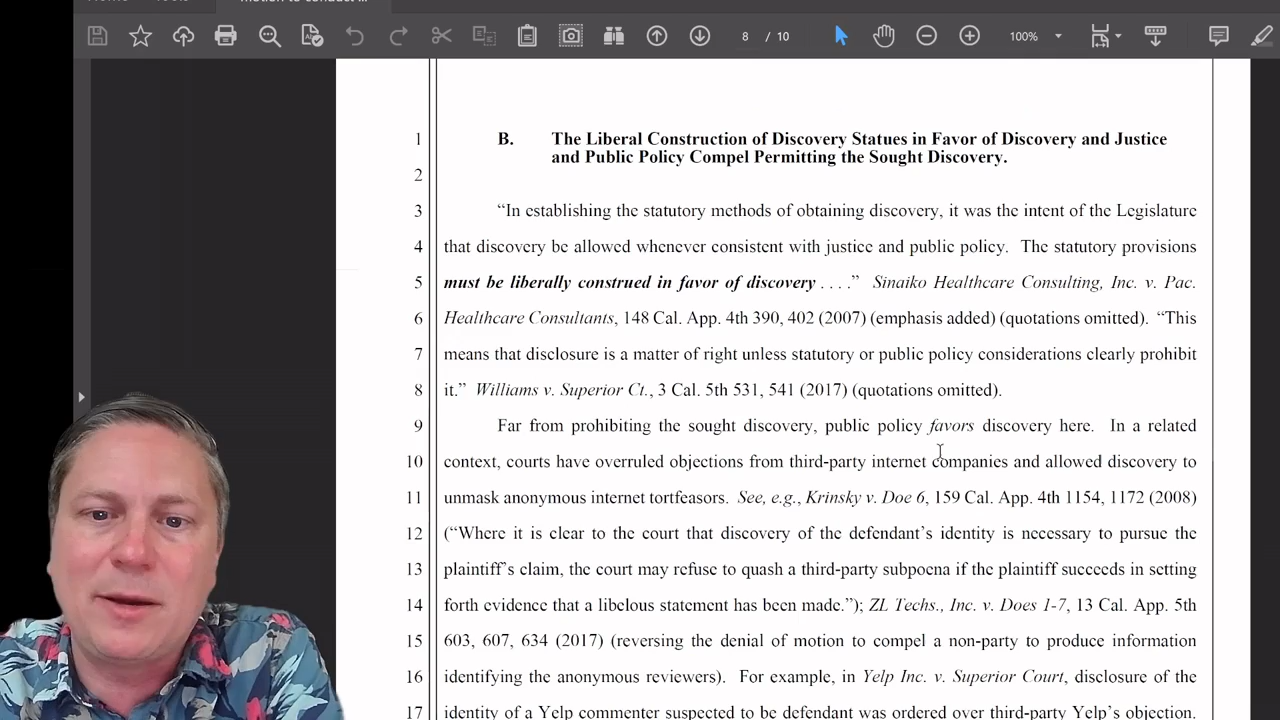 motion to conduct ...
8 / 10
100%
1 B. The Liberal Construction of Discovery Statues in Favor of Discovery and Justice
and Public Policy Compel Permitting the Sought Discovery.
2
3 “In establishing the statutory methods of obtaining discovery, it was the intent of the Legislature
4 that discovery be allowed whenever consistent with justice and public policy. The statutory provisions
5 must be liberally construed in favor of discovery . . . .” Sinaiko Healthcare Consulting, Inc. v. Pac.
6 Healthcare Consultants, 148 Cal. App. 4th 390, 402 (2007) (emphasis added) (quotations omitted). “This
7 means that disclosure is a matter of right unless statutory or public policy considerations clearly prohibit
8 it.” Williams v. Superior Ct., 3 Cal. 5th 531, 541 (2017) (quotations omitted).
9 Far from prohibiting the sought discovery, public policy favors discovery here. In a related
10 context, courts have overruled objections from third-party internet companies and allowed discovery to
11 unmask anonymous internet tortfeasors. See, e.g., Krinsky v. Doe 6, 159 Cal. App. 4th 1154, 1172 (2008)
12 (“Where it is clear to the court that discovery of the defendant’s identity is necessary to pursue the
13 plaintiff’s claim, the court may refuse to quash a third-party subpoena if the plaintiff succeeds in setting
14 forth evidence that a libelous statement has been made.”); ZL Techs., Inc. v. Does 1-7, 13 Cal. App. 5th
15 603, 607, 634 (2017) (reversing the denial of motion to compel a non-party to produce information
16 identifying the anonymous reviewers). For example, in Yelp Inc. v. Superior Court, disclosure of the
17 identity of a Yelp commenter suspected to be defendant was ordered over third-party Yelp’s objection.